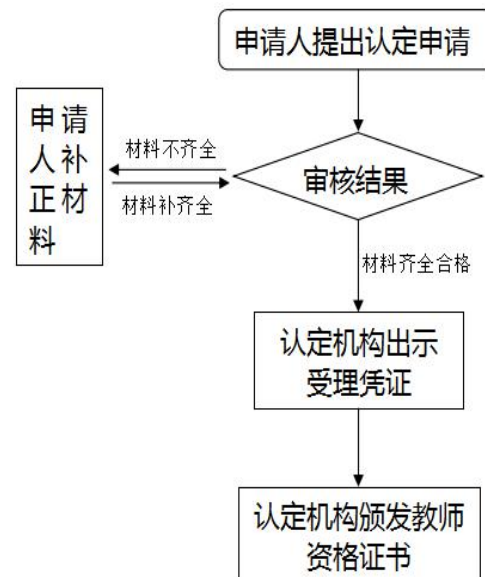 申请人提出认定申请
申请
人补
正材
料
材料不齐全
材料补齐全
审核结果
材料齐全合格
认定机构出示
受理凭证
认定机构颁发教师
资格证书